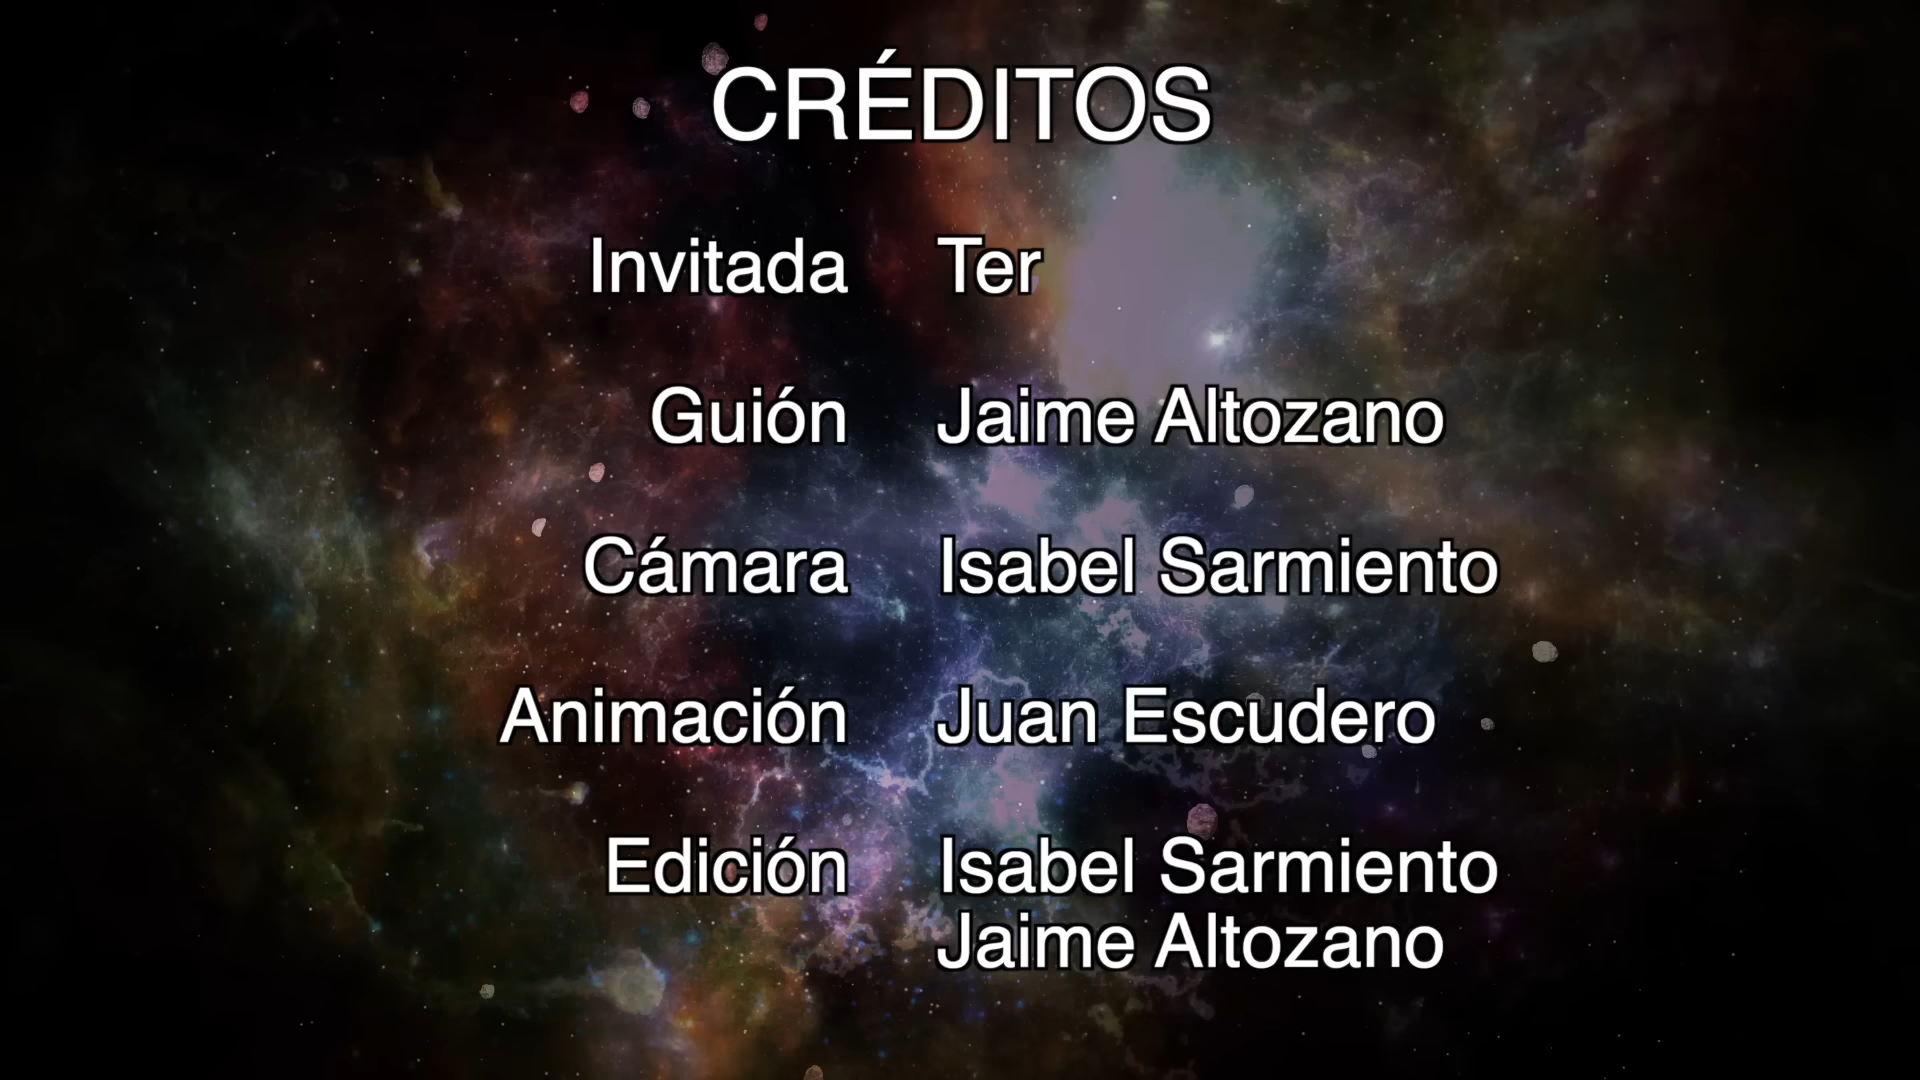 CRÉDITOS
Invitada Ter
Guión Jaime Altozano
Cámara Isabel Sarmiento
Animación Juan Escudero
Edición Isabel Sarmiento
Jaime Altozano